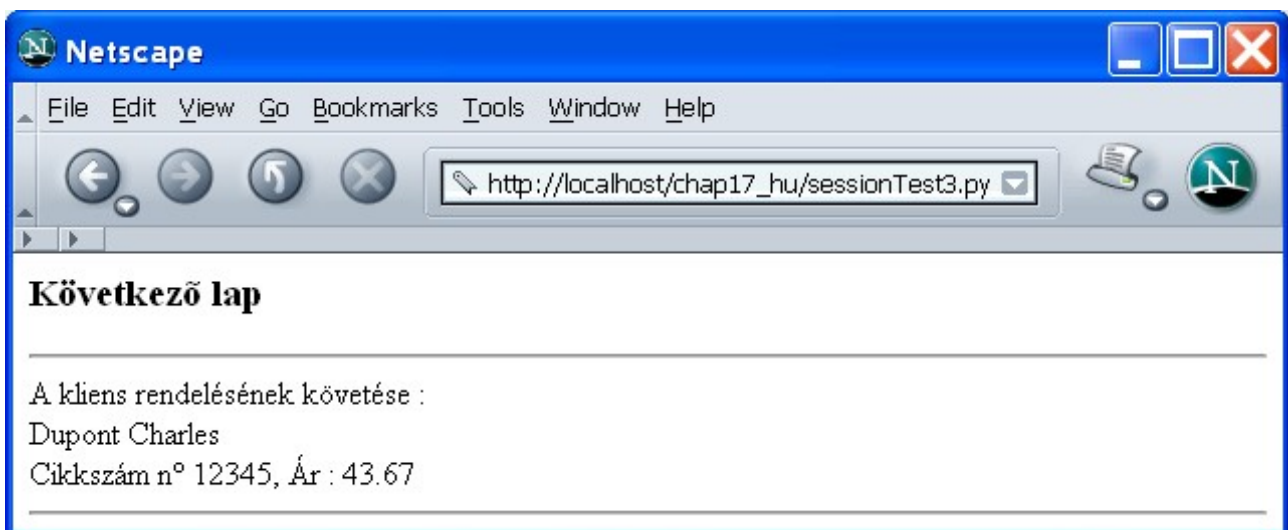 Netscape
File Edit View Go Bookmarks Tools Window Help
http://localhost/chap17_hu/sessionTest3.py
N
Következõ lap
A kliens rendelésének követése :
Dupont Charles
Cikkszám n° 12345, Ár : 43.67